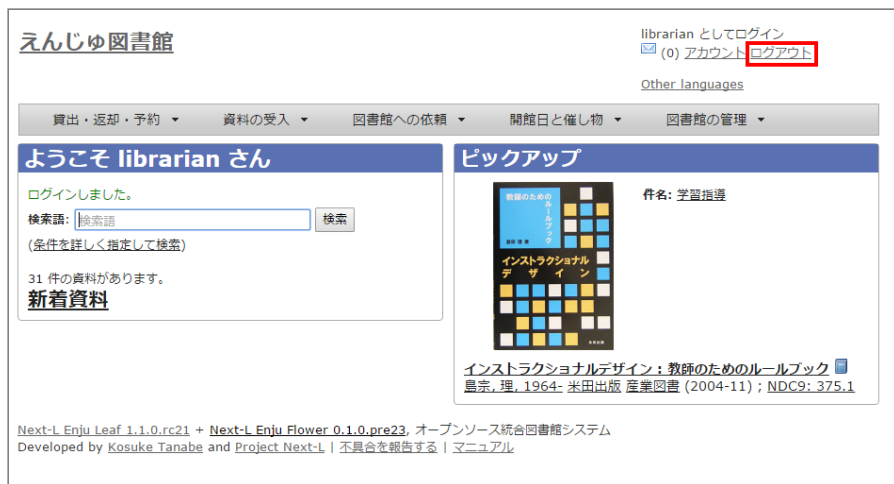 えんじゅ図書館
librarian としてログイン
(0) アカウント ログアウト
Other languages
貸出・返却・予約 ▼ 資料の受入 ▼ 図書館への依頼 ▼ 開館日と催し物 ▼ 図書館の管理 ▼
ようこそ librarian さん
ログインしました。
検索語: 検索語 検索
(条件を詳しく指定して検索)
31 件の資料があります。
新着資料
ピックアップ
教師のための
ルールブック
インストラクショナル
デザイン
件名: 学習指導
インストラクショナルデザイン : 教師のためのルールブック
島宗, 理, 1964- 米田出版 産業図書 (2004-11) ; NDC9: 375.1
Next-L Enju Leaf 1.1.0.rc21 + Next-L Enju Flower 0.1.0.pre23, オープンソース統合図書館システム
Developed by Kosuke Tanabe and Project Next-L | 不具合を報告する | マニュアル